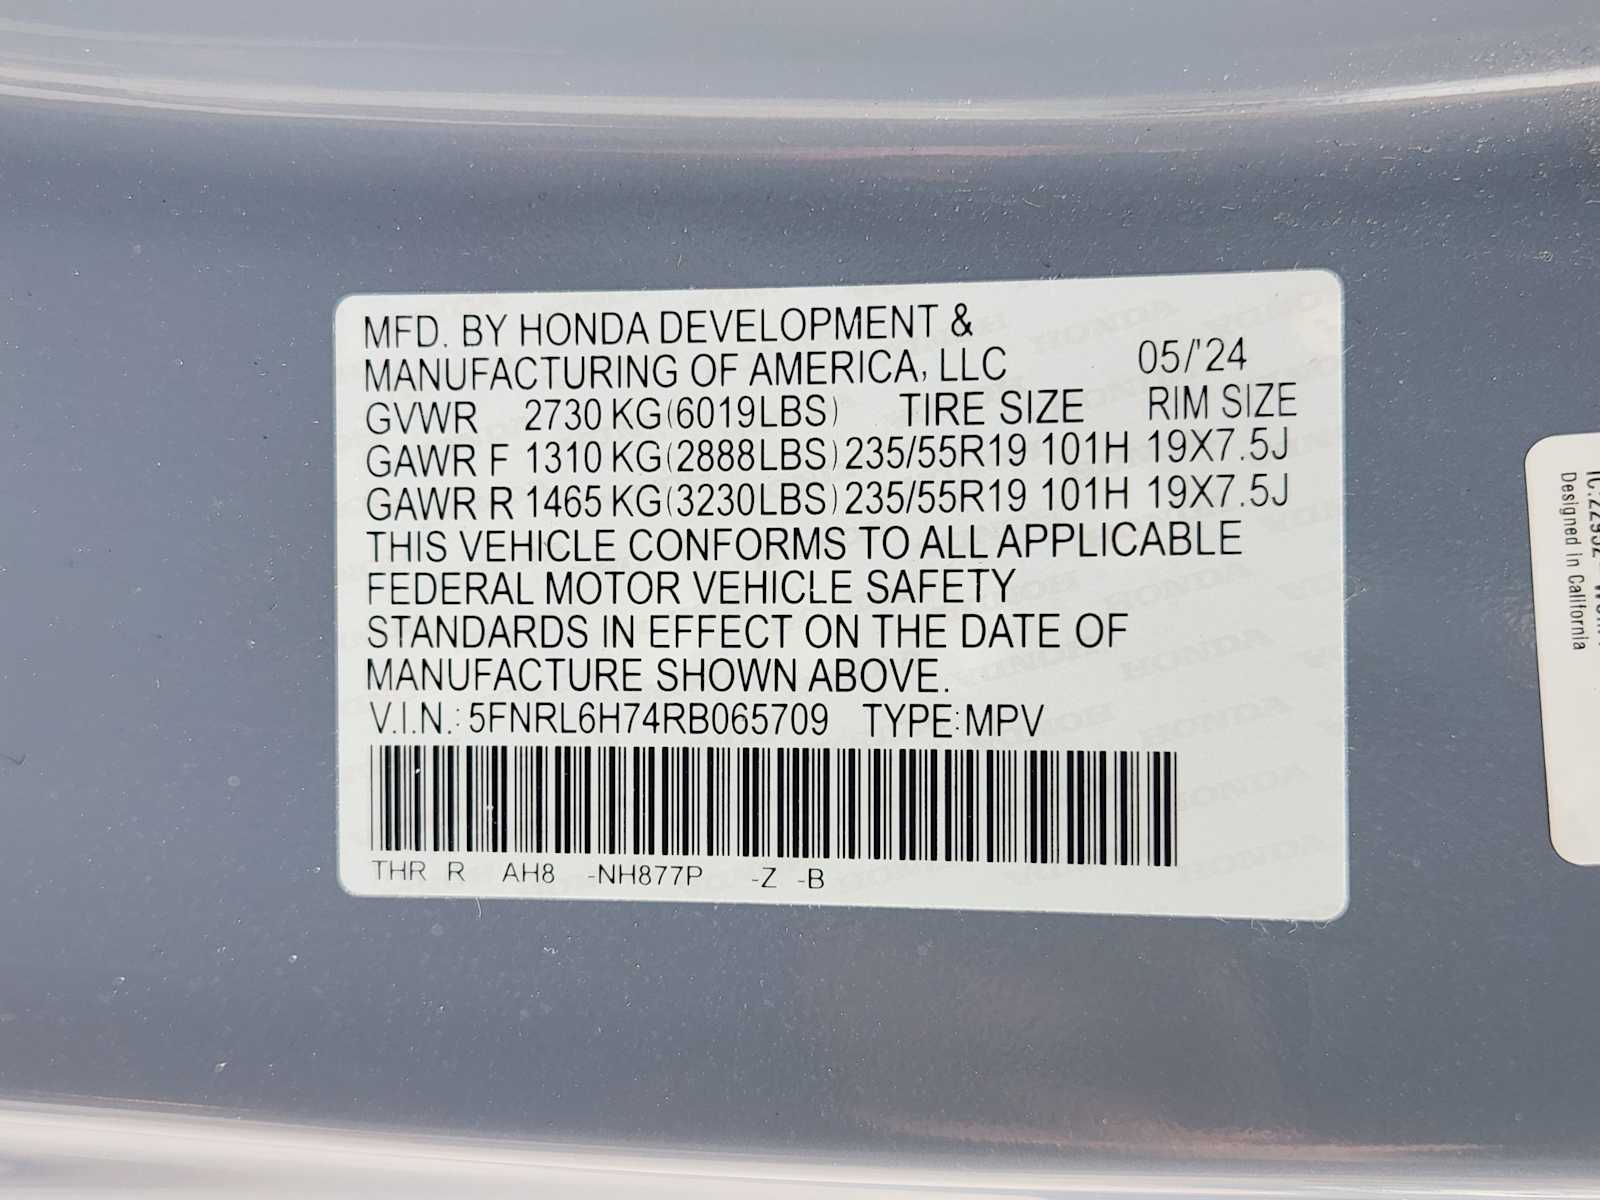 MFD. BY HONDA DEVELOPMENT &
MANUFACTURING OF AMERICA, LLC 05/'24
GVWR 2730 KG(6019LBS) TIRE SIZE RIM SIZE
GAWR F 1310 KG(2888LBS) 235/55R19 101H 19X7.5J
GAWR R 1465 KG(3230LBS) 235/55R19 101H 19X7.5J
THIS VEHICLE CONFORMS TO ALL APPLICABLE
FEDERAL MOTOR VEHICLE SAFETY
STANDARDS IN EFFECT ON THE DATE OF
MANUFACTURE SHOWN ABOVE.
V.I.N.: 5FNRL6H74RB065709 TYPE: MPV
THR R AH8 -NH877P -Z -B
Designed in California